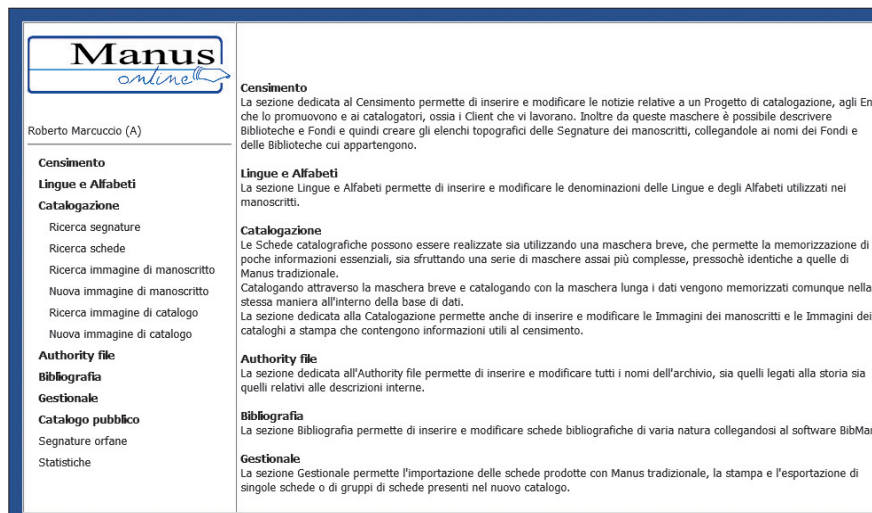 Manus
online
Roberto Marcuccio (A)
Censimento
Lingue e Alfabeti
Catalogazione
Ricerca segnature
Ricerca schede
Ricerca immagine di manoscritto
Nuova immagine di manoscritto
Ricerca immagine di catalogo
Nuova immagine di catalogo
Authority file
Bibliografia
Gestionale
Catalogo pubblico
Segnature orfane
Statistiche
Censimento
La sezione dedicata al Censimento permette di inserire e modificare le notizie relative a un Progetto di catalogazione, agli
che lo promuovono e ai catalogatori, ossia i Client che vi lavorano. Inoltre da queste maschere è possibile descrivere
Biblioteche e Fondi e quindi creare gli elenchi topografici delle Segnature dei manoscritti, collegandole ai nomi dei Fondi e
delle Biblioteche cui appartengono.
Lingue e Alfabeti
La sezione Lingue e Alfabeti permette di inserire e modificare le denominazioni delle Lingue e degli Alfabeti utilizzati nei
manoscritti.
Catalogazione
Le Schede catalografiche possono essere realizzate sia utilizzando una maschera breve, che permette la memorizzazione di
poche informazioni essenziali, sia sfruttando una serie di maschere assai più complesse, pressochè identiche a quelle di
Manus tradizionale.
Catalogando attraverso la maschera breve e catalogando con la maschera lunga i dati vengono memorizzati comunque nella
stessa maniera all'interno della base di dati.
La sezione dedicata alla Catalogazione permette anche di inserire e modificare le Immagini dei manoscritti e le Immagini dei
cataloghi a stampa che contengono informazioni utili al censimento.
Authority file
La sezione dedicata all'Authority file permette di inserire e modificare tutti i nomi dell'archivio, sia quelli legati alla storia sia
quelli relativi alle descrizioni interne.
Bibliografia
La sezione Bibliografia permette di inserire e modificare schede bibliografiche di varia natura collegandosi al software
Gestionale
La sezione Gestionale permette l'importazione delle schede prodotte con Manus tradizionale, la stampa e l'esportazione di
singole schede o di gruppi di schede presenti nel nuovo catalogo.